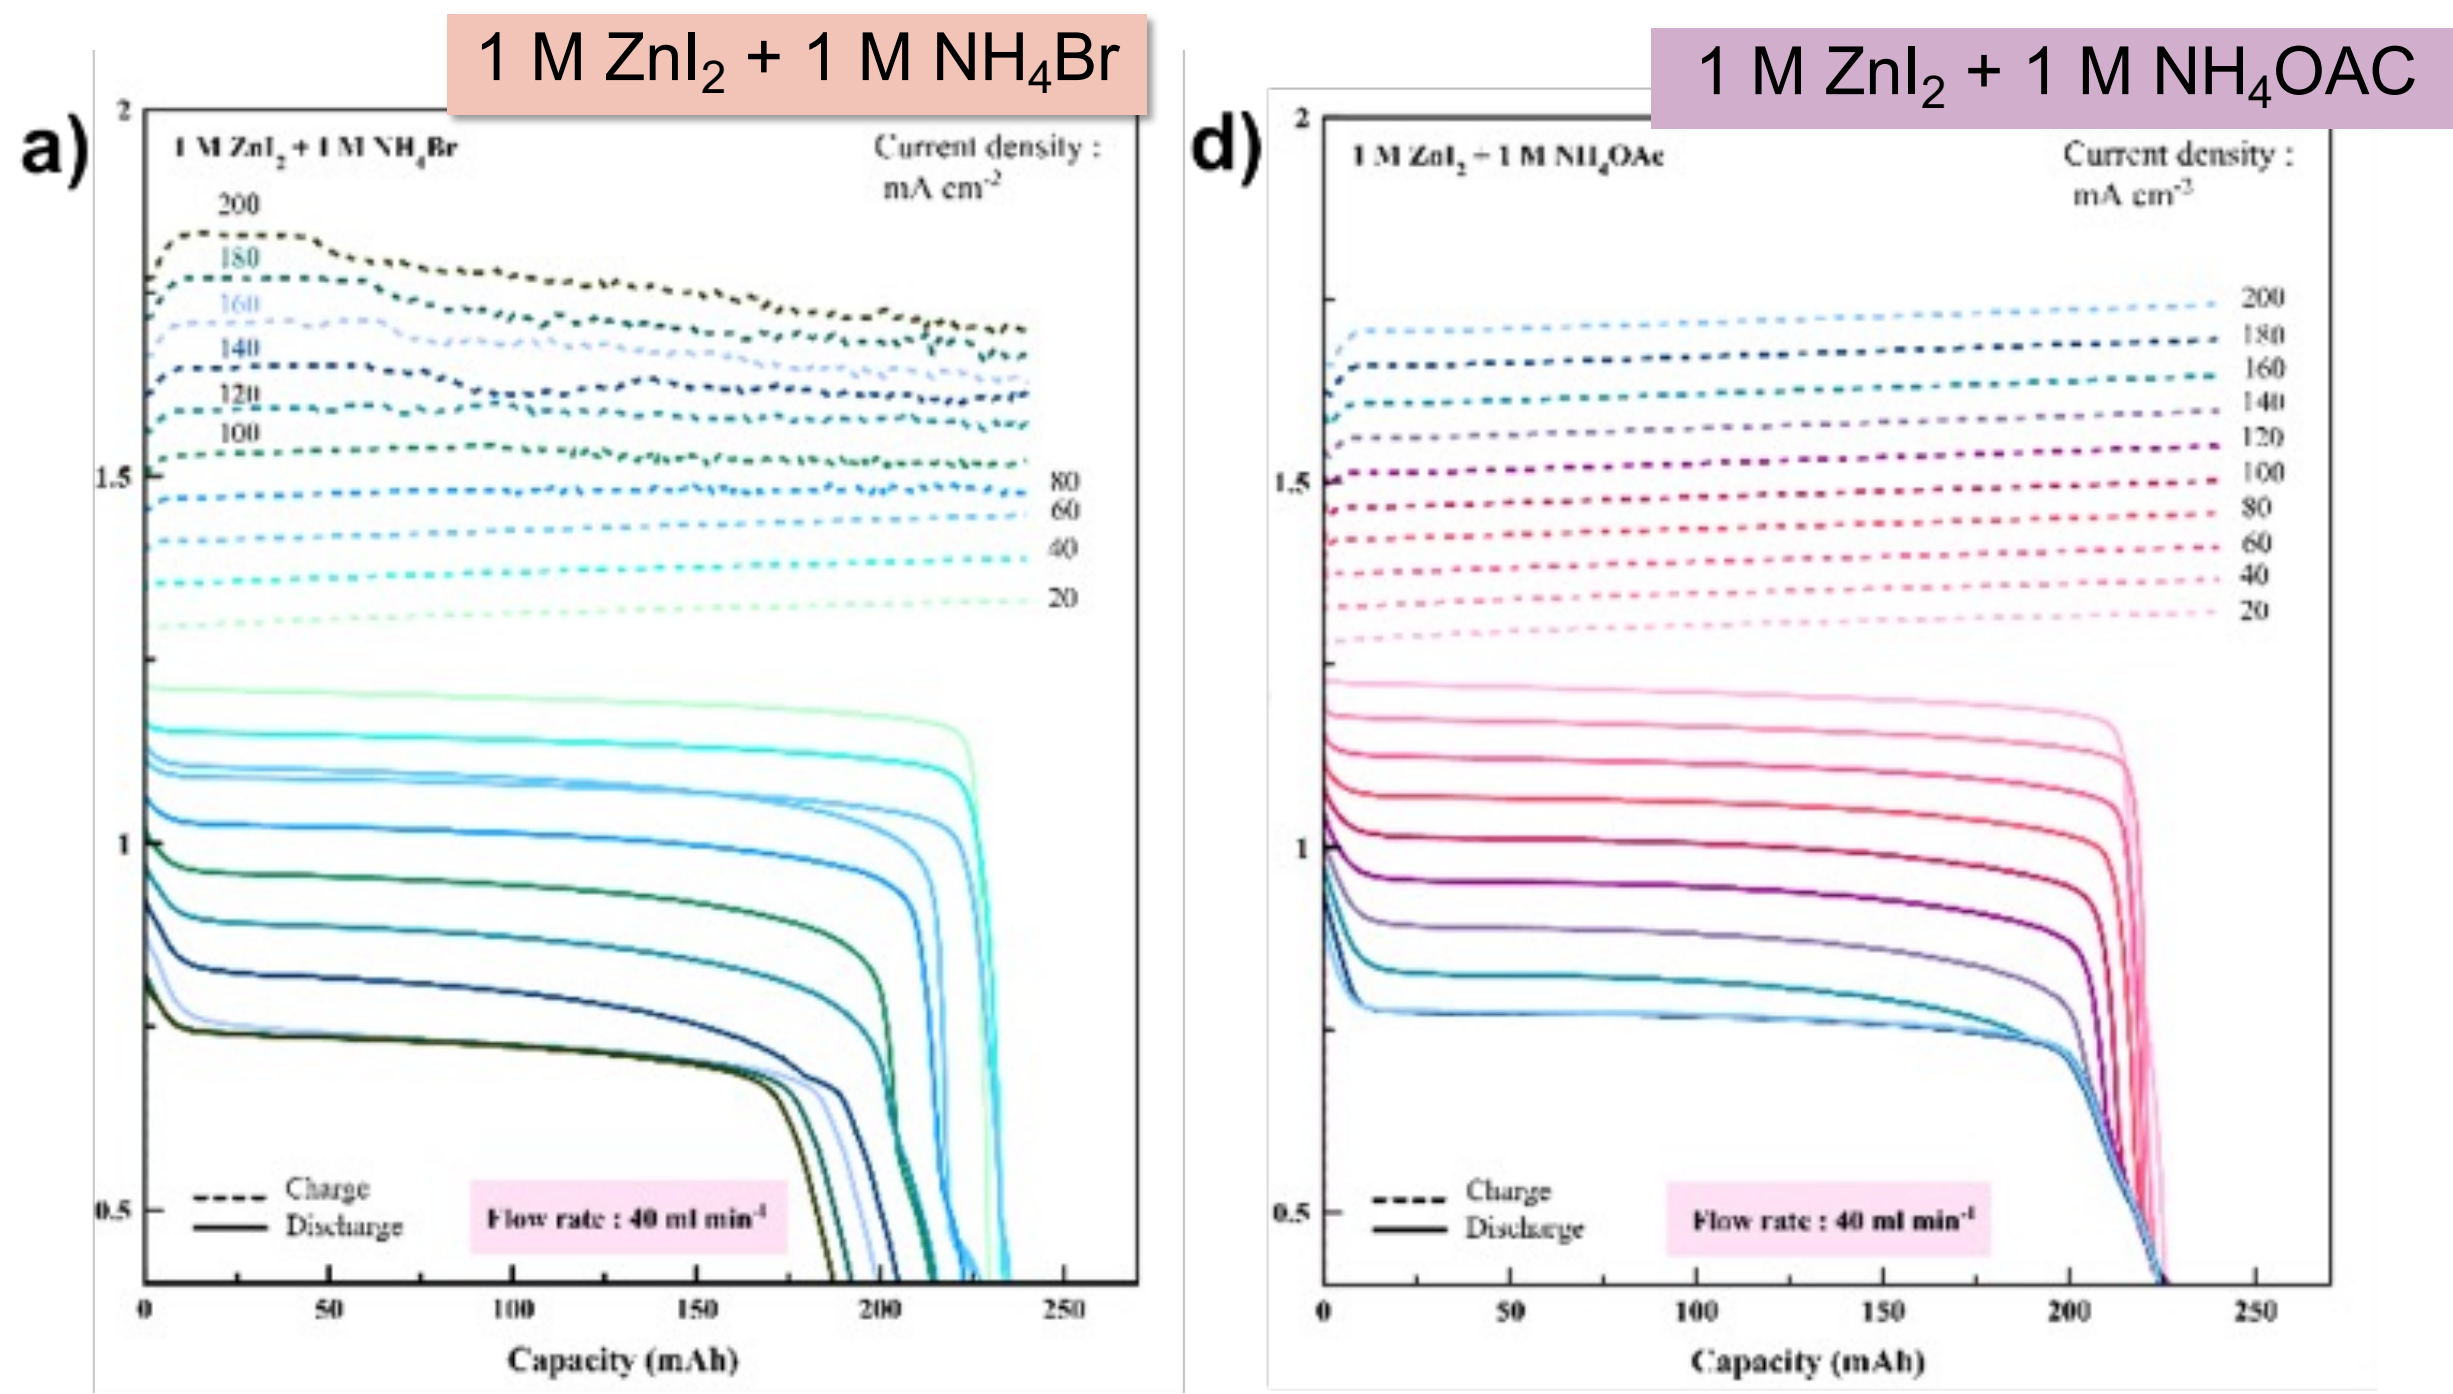 1 M ZnI2 + 1 M NH4Br
1 M ZnI2 + 1 M NH4OAC
a)
1 M ZnI2 + 1 M NH4Br
Current density :
mA cm-2
2
1.5
1
0.5
200
180
160
140
120
100
80
60
40
20
Charge
Discharge
Flow rate : 40 ml min-1
0 50 100 150 200 250
Capacity (mAh)
d)
1 M ZnI2 + 1 M NH4OAc
Current density :
mA cm-2
2
1.5
1
0.5
200
180
160
140
120
100
80
60
40
20
Charge
Discharge
Flow rate : 40 ml min-1
0 50 100 150 200 250
Capacity (mAh)